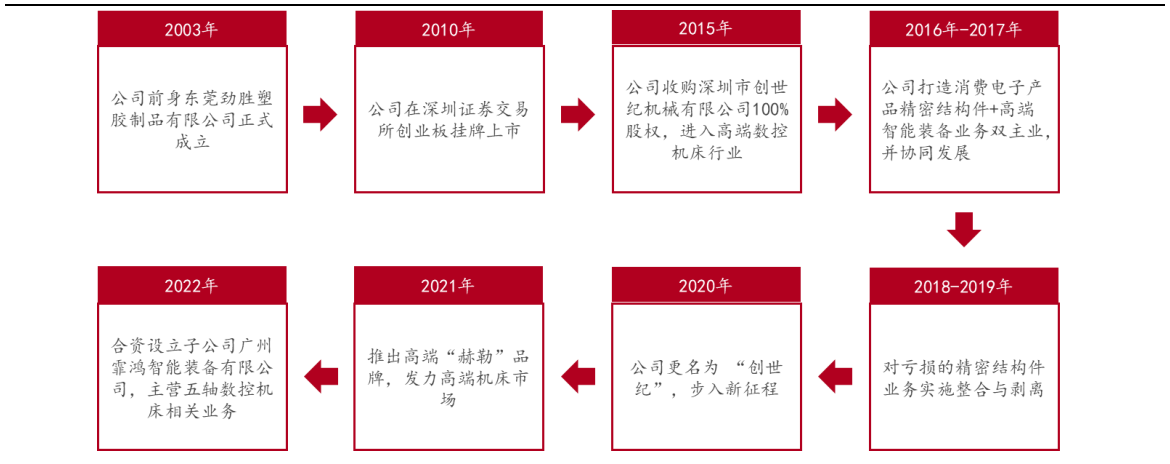 2003年
公司前身东莞劲胜塑
胶制品有限公司正式
成立
2010年
公司在深圳证券交易
所创业板挂牌上市
2015年
公司收购深圳市创世
纪机械有限公司100%
股权，进入高端数控
机床行业
2016年-2017年
公司打造消费电子产
品精密结构件+高端
智能装备业务双主业，
并协同发展
2018-2019年
对亏损的精密结构件
业务实施整合与剥离
2020年
公司更名为 “创世
纪”，步入新征程
2021年
推出高端“赫勒”品
牌，发力高端机床市
场
2022年
合资设立子公司广州
霏鸿智能装备有限公
司，主营五轴数控机
床相关业务